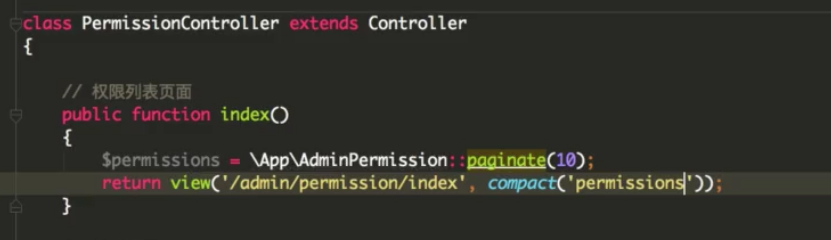 class PermissionController extends Controller
{
// 权限列表页面
public function index()
{
$permissions = \App\AdminPermission::paginate(10);
return view('/admin/permission/index', compact('permissions'));
}